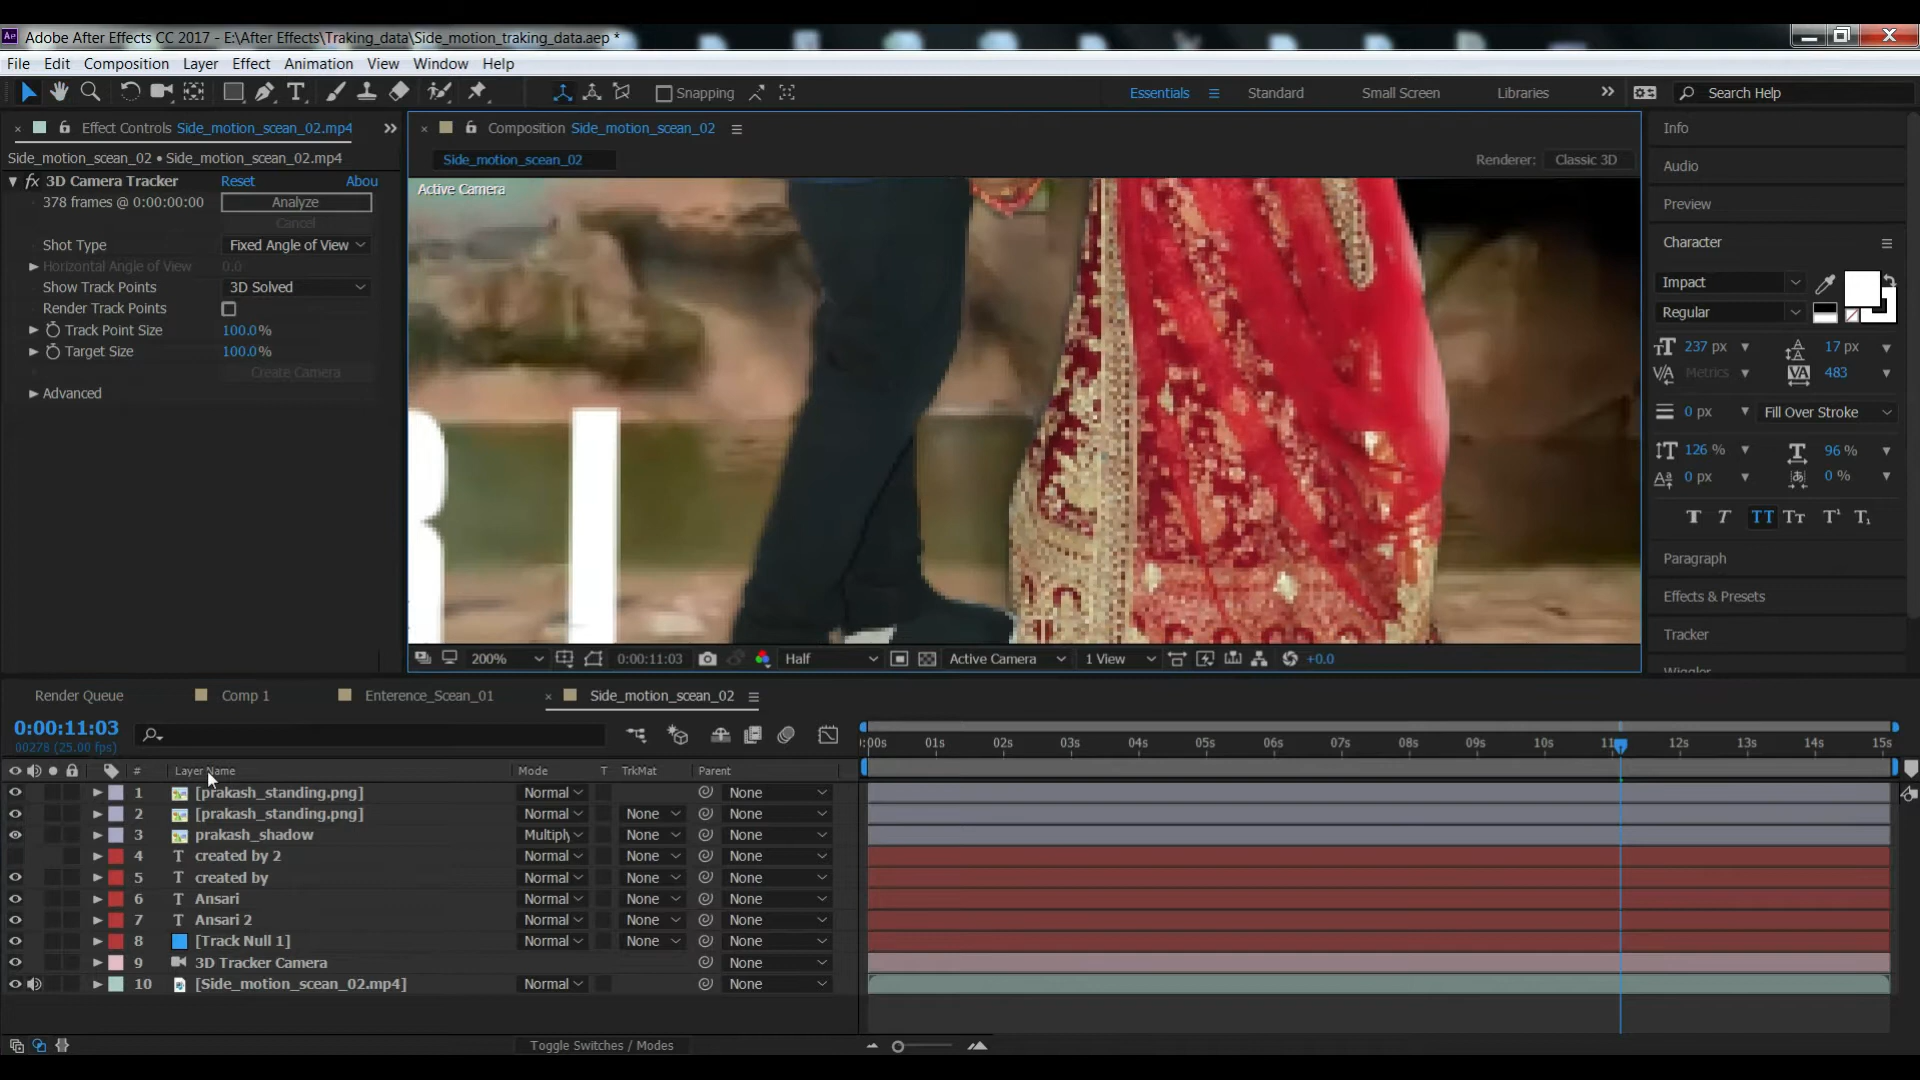 Adobe After Effects CC 2017 - E:\After Effects\Traking_data\Side_motion_traking_data.aep *
File Edit Composition Layer Effect Animation View Window Help
Snapping
Essentials Standard Small Screen Libraries Search Help
Effect Controls Side_motion_scean_02.mp4
Composition Side_motion_scean_02
Side_motion_scean_02 • Side_motion_scean_02.mp4
Side_motion_scean_02
Renderer: Classic 3D
fx 3D Camera Tracker Reset Abou
378 frames @ 0:00:00:00 Analyze
Cancel
Shot Type Fixed Angle of View
Horizontal Angle of View 0.0
Show Track Points 3D Solved
Render Track Points
Track Point Size 100.0%
Target Size 100.0%
Create Camera
Advanced
Active Camera
R I
200% 0:00:11:03 Half Active Camera 1 View +0.0
Info
Audio
Preview
Character
Impact
Regular
237 px 17 px
Metrics 483
0 px Fill Over Stroke
126 % 96 %
0 px 0 %
T T TT Tт T¹ T₁
Paragraph
Effects & Presets
Tracker
Wiggler
Render Queue Comp 1 Enterence_Scean_01 Side_motion_scean_02
0:00:11:03
00278 (25.00 fps)
:00s 01s 02s 03s 04s 05s 06s 07s 08s 09s 10s 11s 12s 13s 14s 15s
# Layer Name Mode T TrkMat Parent
1 [prakash_standing.png] Normal None
2 [prakash_standing.png] Normal None None
3 prakash_shadow Multiply None None
4 T created by 2 Normal None None
5 T created by Normal None None
6 T Ansari Normal None None
7 T Ansari 2 Normal None None
8 [Track Null 1] Normal None None
9 3D Tracker Camera None
10 [Side_motion_scean_02.mp4] Normal None None
Toggle Switches / Modes